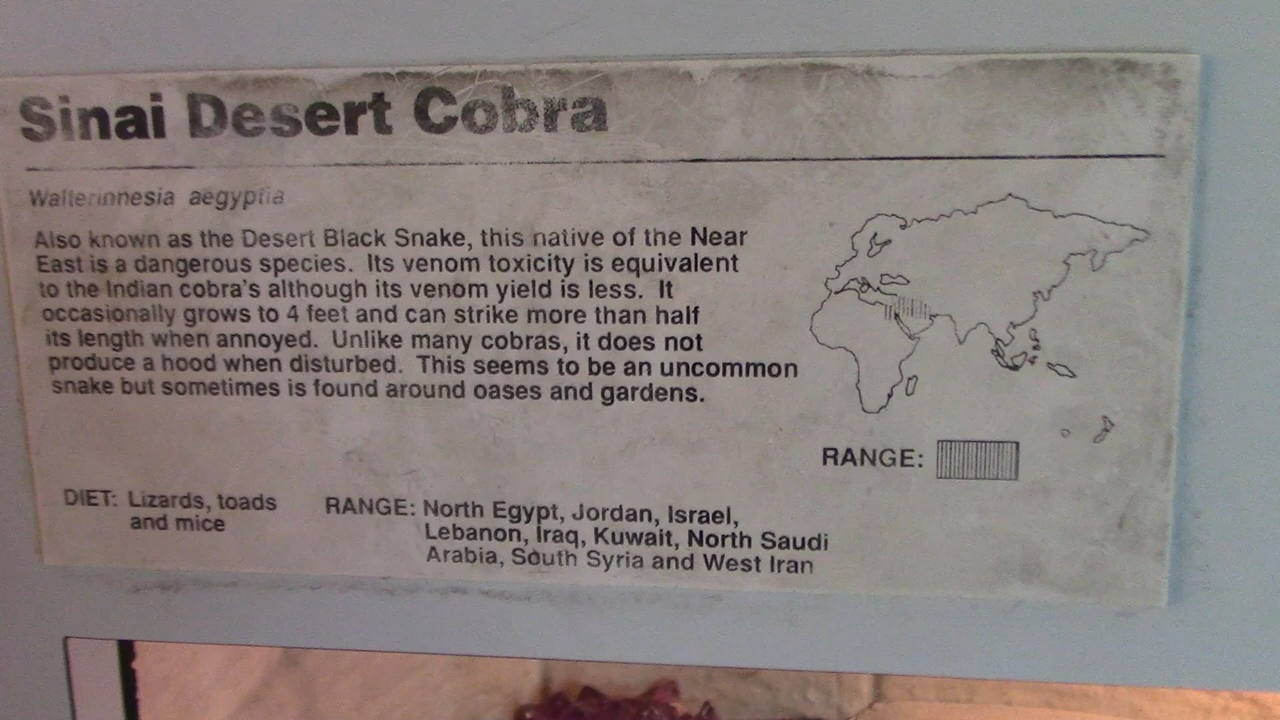 Sinai Desert Cobra
Walterinnesia aegyptia
Also known as the Desert Black Snake, this native of the Near
East is a dangerous species. Its venom toxicity is equivalent
to the Indian cobra's although its venom yield is less. It
occasionally grows to 4 feet and can strike more than half
its length when annoyed. Unlike many cobras, it does not
produce a hood when disturbed. This seems to be an uncommon
snake but sometimes is found around oases and gardens.
RANGE:
DIET: Lizards, toads
and mice
RANGE: North Egypt, Jordan, Israel,
Lebanon, Iraq, Kuwait, North Saudi
Arabia, South Syria and West Iran